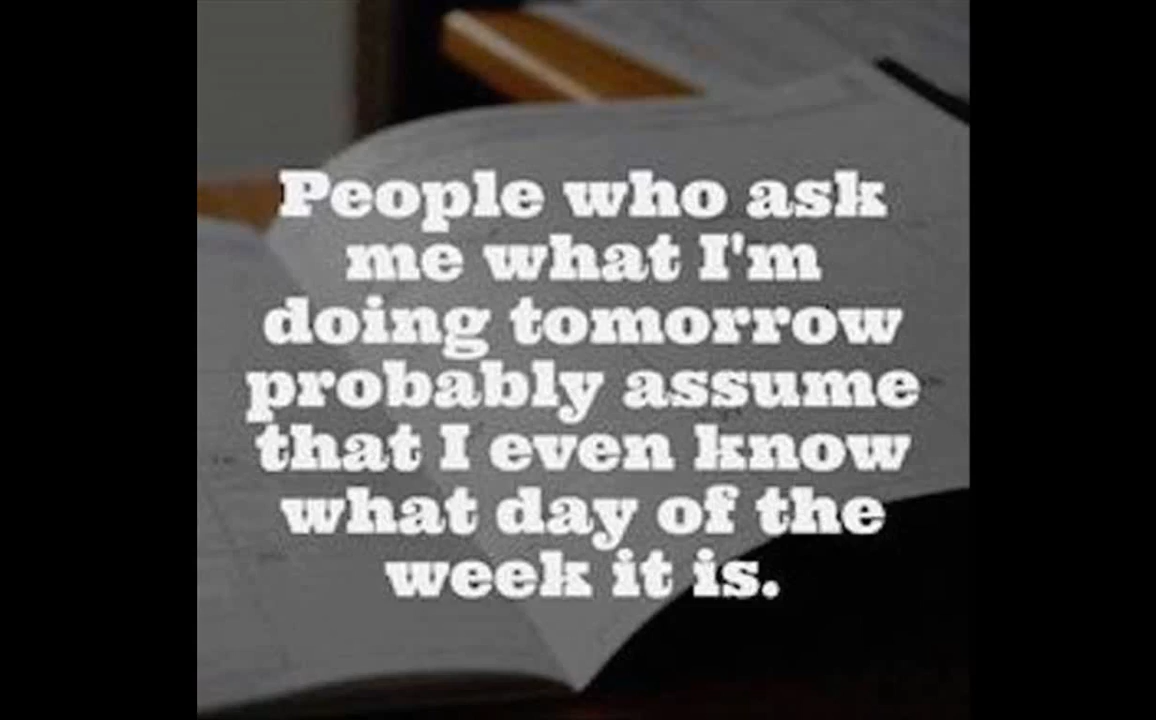 People who ask
me what I'm
doing tomorrow
probably assume
that I even know
what day of the
week it is.